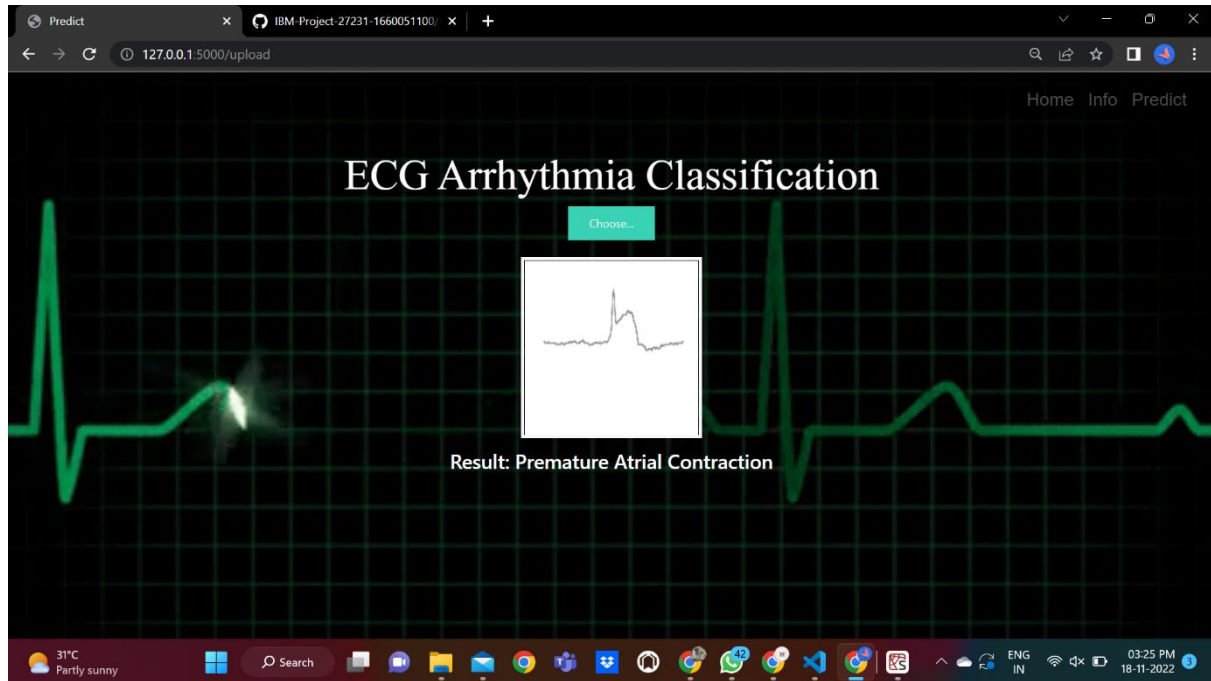 Predict
IBM-Project-27231-1660051100/
127.0.0.1:5000/upload
Home Info Predict
ECG Arrhythmia Classification
Choose...
Result: Premature Atrial Contraction
31°C
Partly sunny
Search
42
ENG
IN
03:25 PM
18-11-2022
3